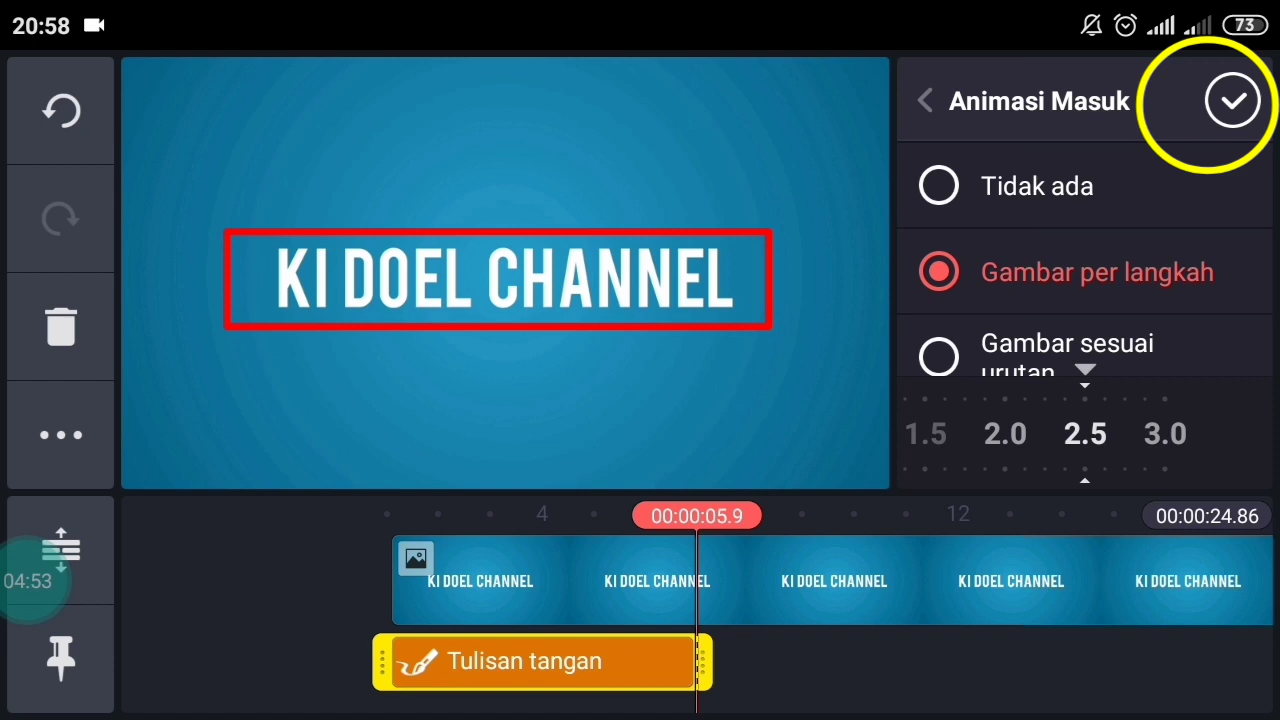 20:58
73
Animasi Masuk
Tidak ada
KI DOEL CHANNEL
Gambar per langkah
Gambar sesuai
urutan
1.5 2.0 2.5 3.0
4 00:00:05.9 12 00:00:24.86
KI DOEL CHANNEL KI DOEL CHANNEL KI DOEL CHANNEL KI DOEL CHANNEL KI DOEL CHANNEL
04:53
Tulisan tangan